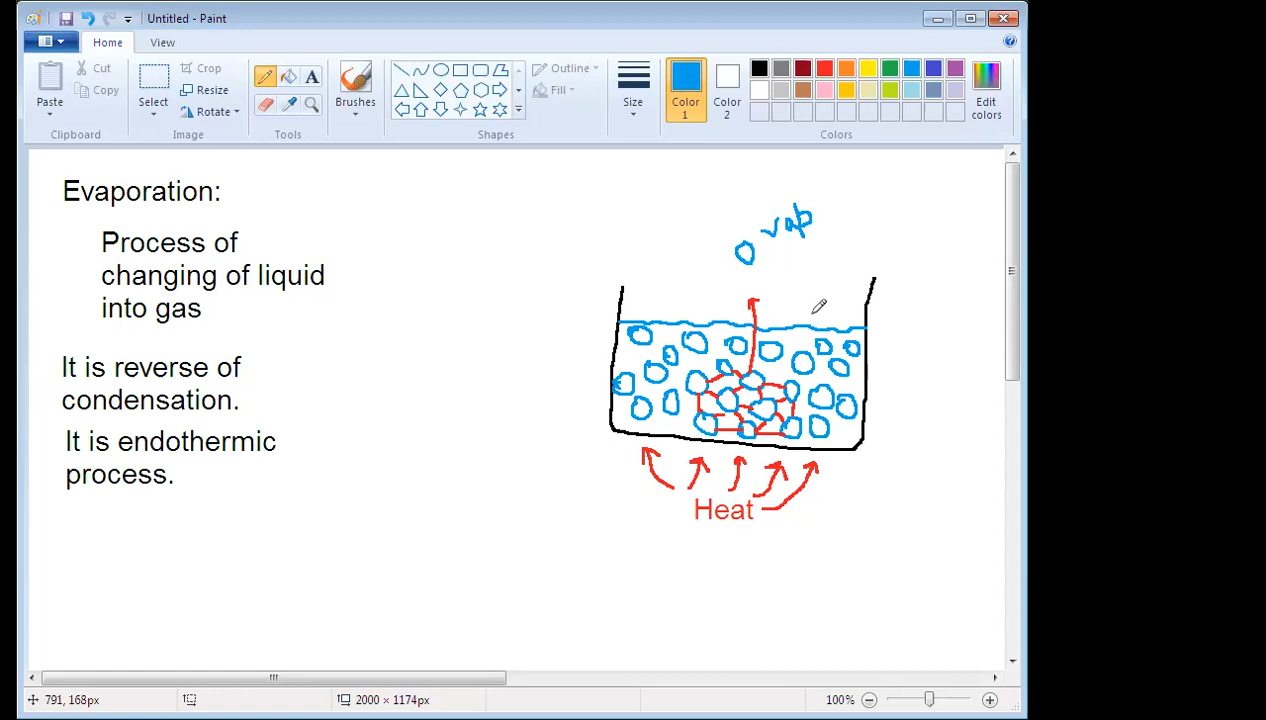 Untitled - Paint
Home View
Paste
Cut
Copy
Clipboard
Select
Crop
Resize
Rotate
Image
A
Tools
Brushes
Shapes
Outline
Fill
Size
Color 1
Color 2
Colors
Edit colors
Evaporation:
Process of
changing of liquid
into gas
It is reverse of
condensation.
It is endothermic
process.
vap
Heat
791, 168px
2000 × 1174px
100%